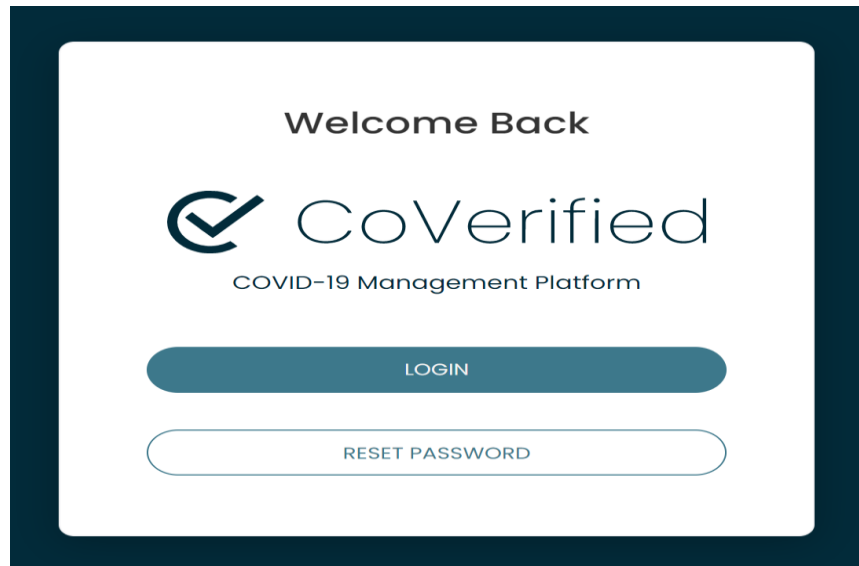 Welcome Back
CoVerified
COVID-19 Management Platform
LOGIN
RESET PASSWORD